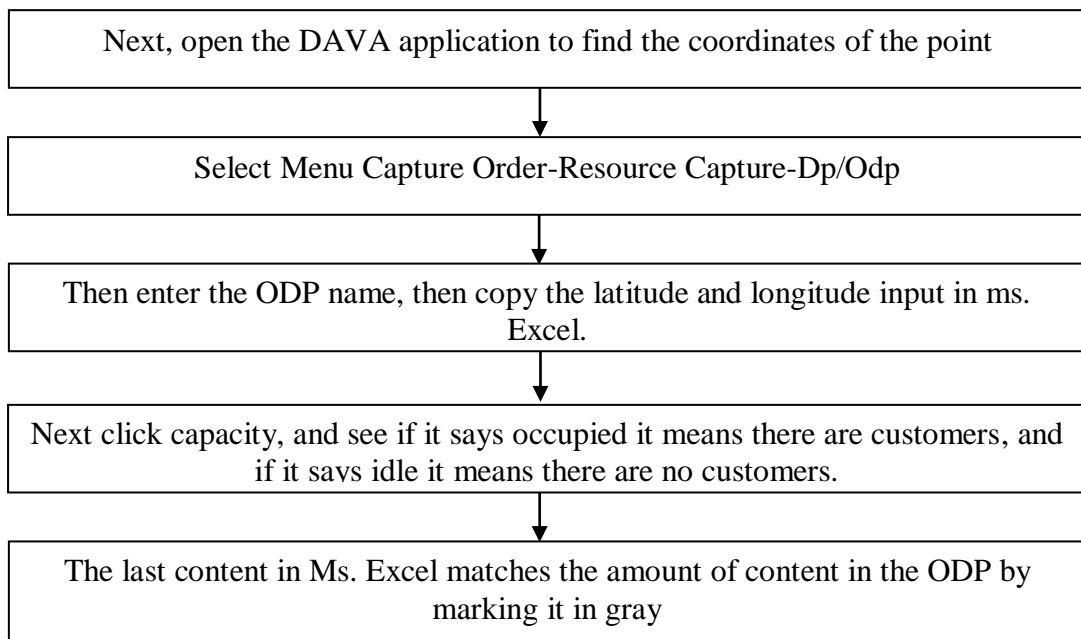 Next, open the DAVA application to find the coordinates of the point
Select Menu Capture Order-Resource Capture-Dp/Odp
Then enter the ODP name, then copy the latitude and longitude input in ms.
Excel.
Next click capacity, and see if it says occupied it means there are customers, and
if it says idle it means there are no customers.
The last content in Ms. Excel matches the amount of content in the ODP by
marking it in gray